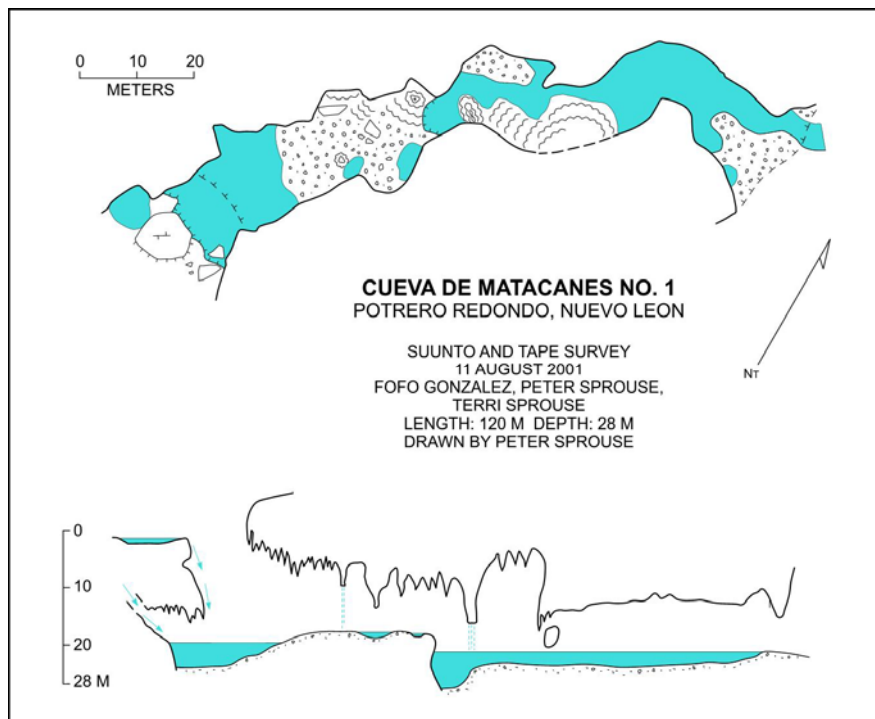 0 10 20
METERS
CUEVA DE MATACANES NO. 1
POTRERO REDONDO, NUEVO LEON
SUUNTO AND TAPE SURVEY
11 AUGUST 2001
FOFO GONZALEZ, PETER SPROUSE,
TERRI SPROUSE
LENGTH: 120 M DEPTH: 28 M
DRAWN BY PETER SPROUSE
NT
0
10
20
28 M